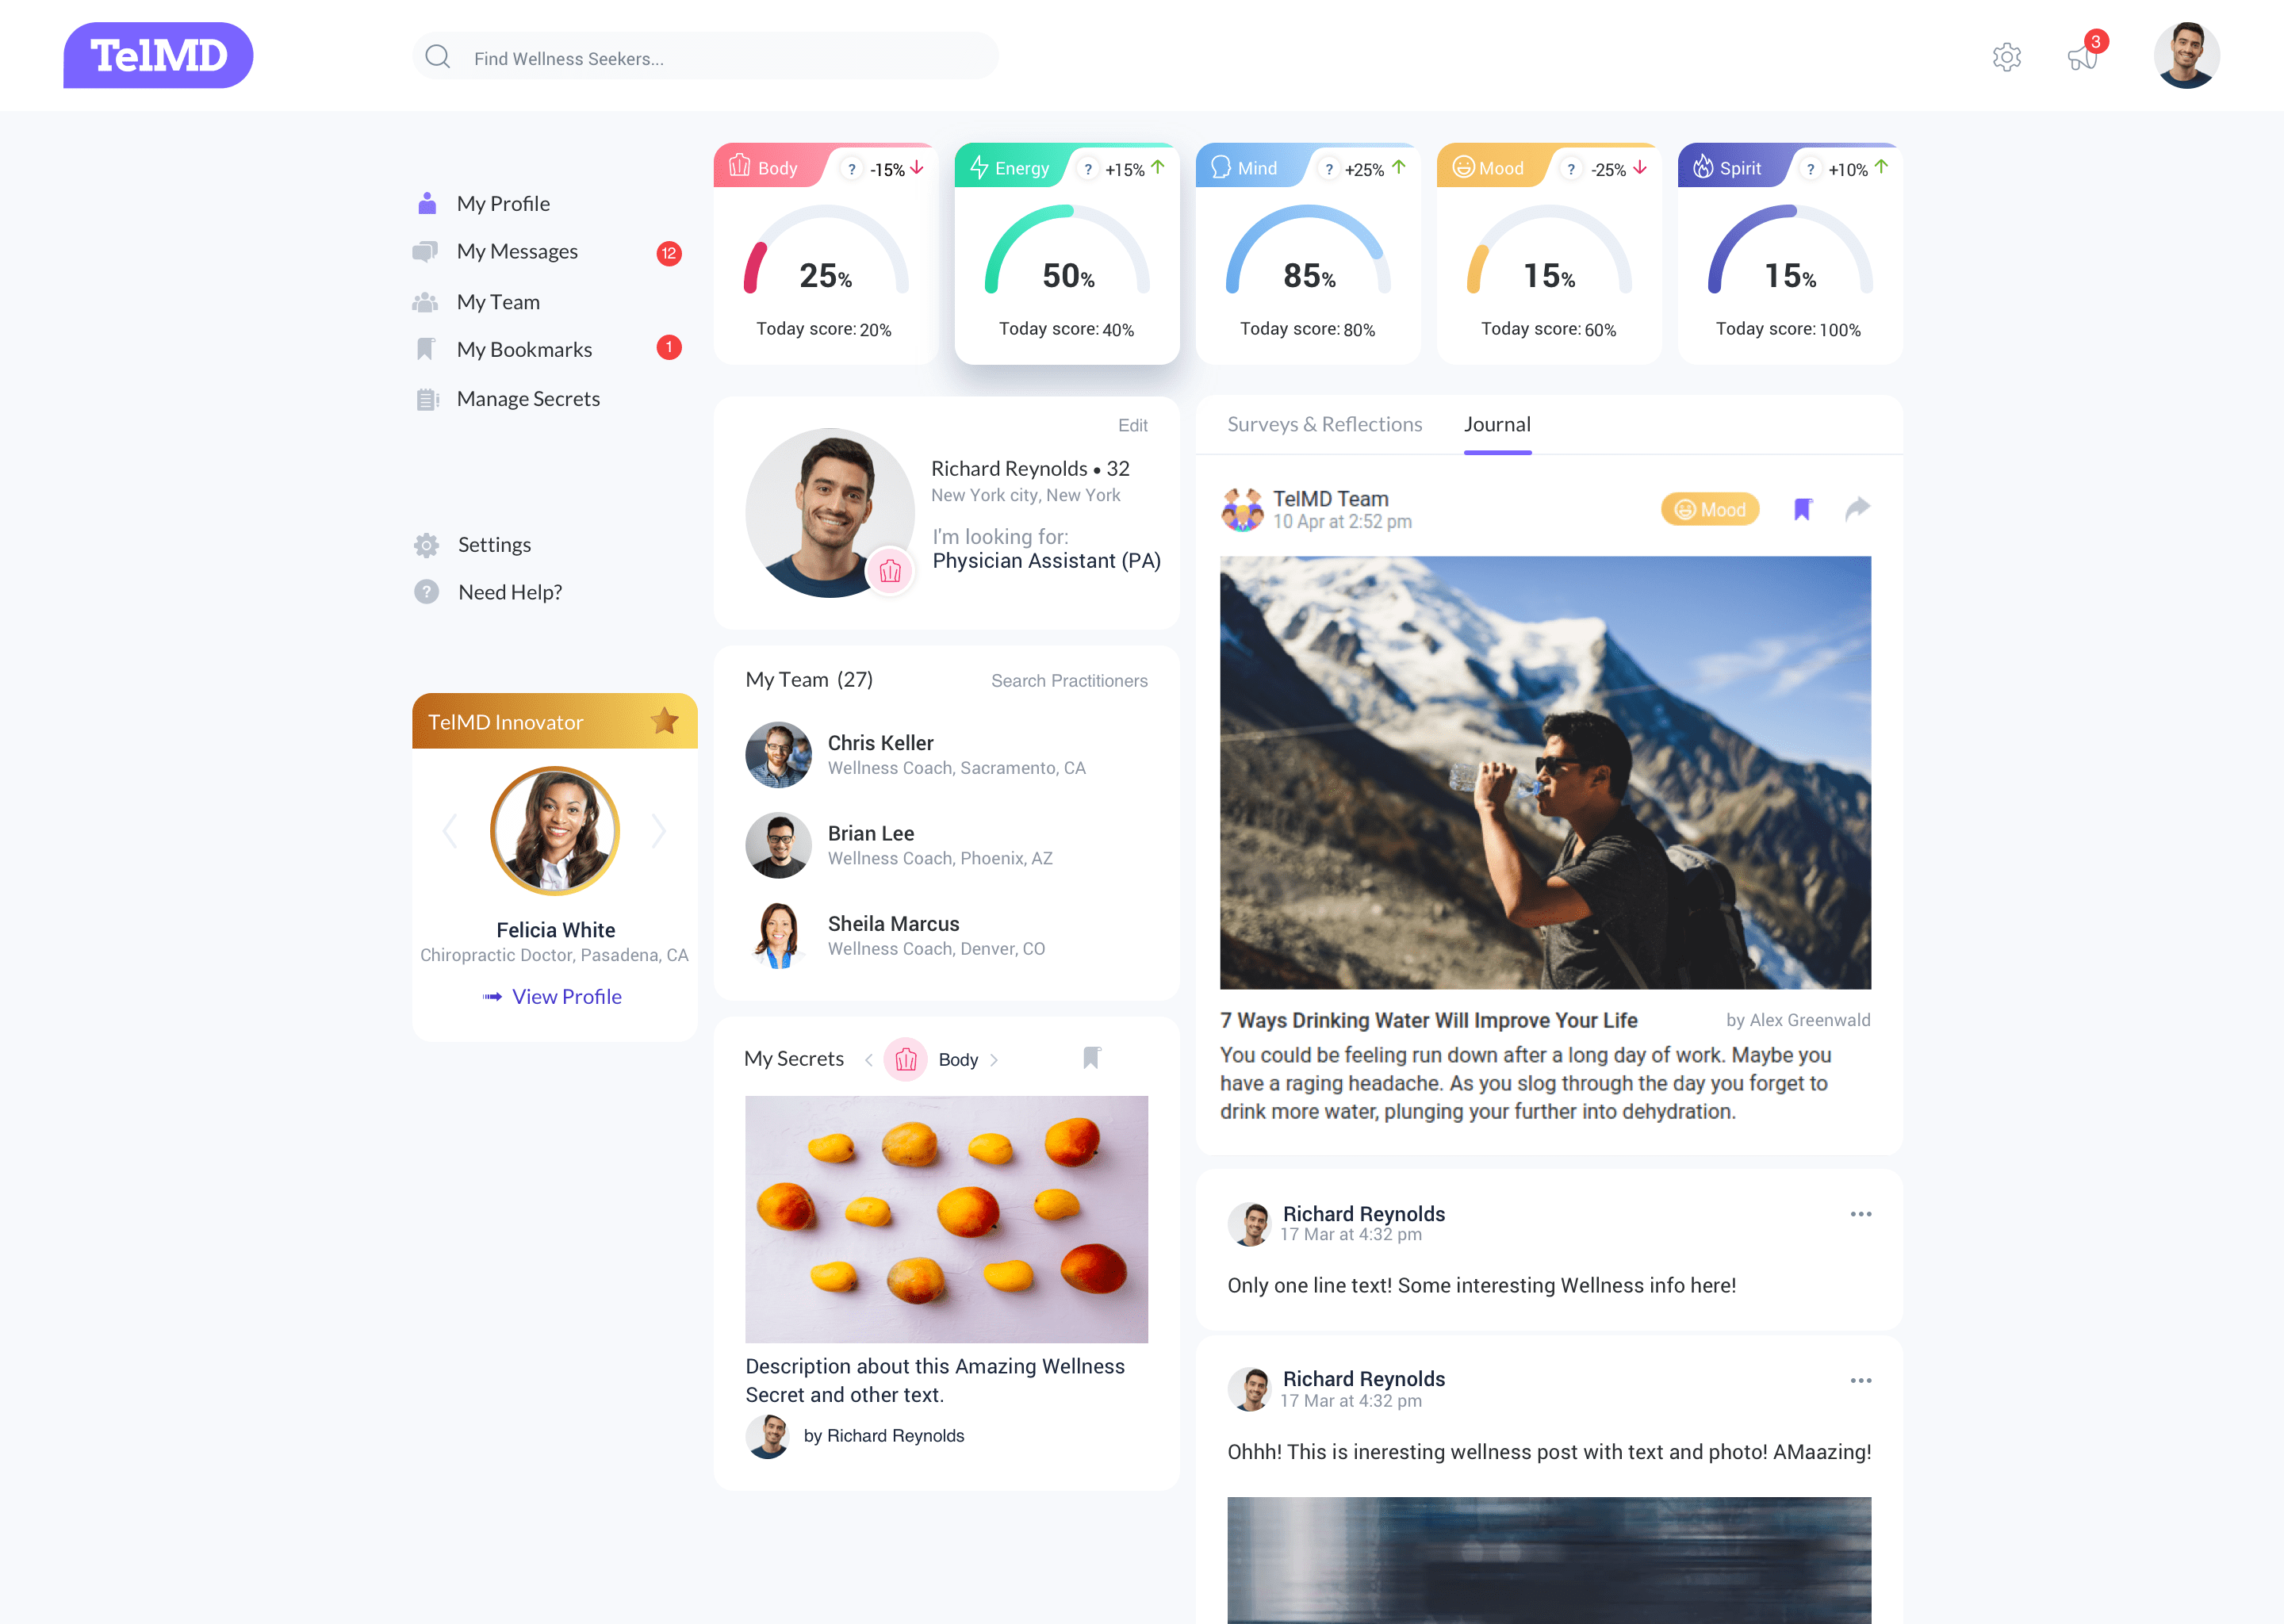 TelMD
Find Wellness Seekers...
3
My Profile
My Messages
12
My Team
My Bookmarks
1
Manage Secrets
Settings
? Need Help?
TelMD Innovator
Felicia White
Chiropractic Doctor, Pasadena, CA
View Profile
Body ? -15%
25%
Today score: 20%
Energy ? +15%
50%
Today score: 40%
Mind ? +25%
85%
Today score: 80%
Mood ? -25%
15%
Today score: 60%
Spirit ? +10%
15%
Today score: 100%
Edit
Richard Reynolds • 32
New York city, New York
I'm looking for:
Physician Assistant (PA)
My Team (27)
Search Practitioners
Chris Keller
Wellness Coach, Sacramento, CA
Brian Lee
Wellness Coach, Phoenix, AZ
Sheila Marcus
Wellness Coach, Denver, CO
My Secrets < Body >
Description about this Amazing Wellness
Secret and other text.
by Richard Reynolds
Surveys & Reflections Journal
TelMD Team
10 Apr at 2:52 pm
Mood
7 Ways Drinking Water Will Improve Your Life
by Alex Greenwald
You could be feeling run down after a long day of work. Maybe you
have a raging headache. As you slog through the day you forget to
drink more water, plunging your further into dehydration.
Richard Reynolds
17 Mar at 4:32 pm
Only one line text! Some interesting Wellness info here!
Richard Reynolds
17 Mar at 4:32 pm
Ohhh! This is ineresting wellness post with text and photo! AMaazing!